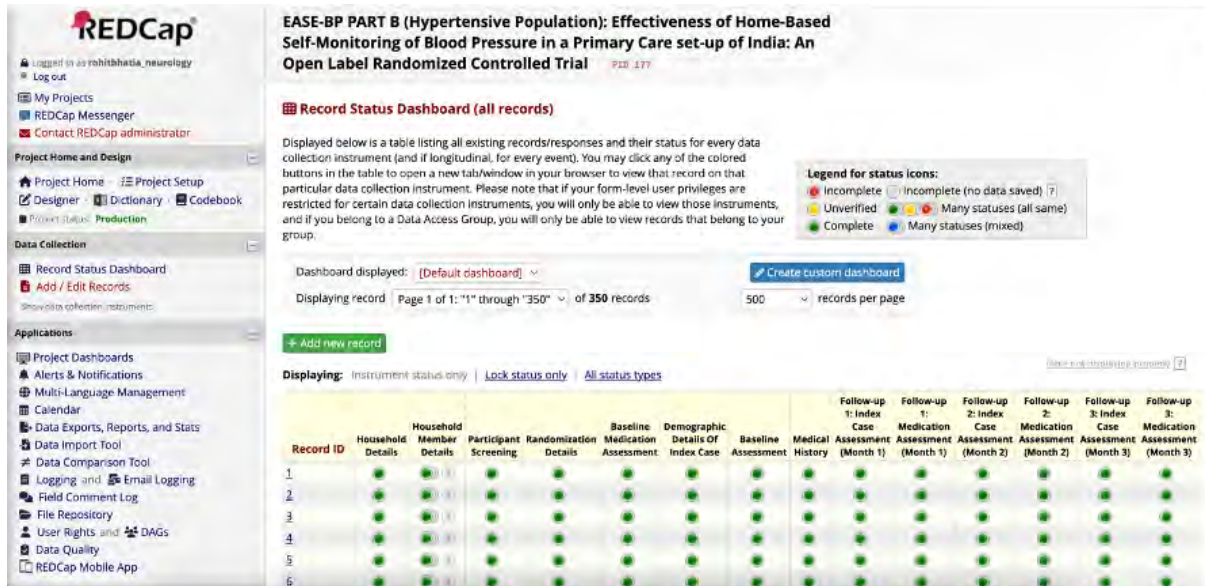 REDCap
Logged in as rohitbhatia_neurology
Log out
My Projects
REDCap Messenger
Contact REDCap administrator
Project Home and Design
Project Home Project Setup
Designer Dictionary Codebook
Project status: Production
Data Collection
Record Status Dashboard
Add / Edit Records
Show data collection instruments
Applications
Project Dashboards
Alerts & Notifications
Multi-Language Management
Calendar
Data Exports, Reports, and Stats
Data Import Tool
Data Comparison Tool
Logging and Email Logging
Field Comment Log
File Repository
User Rights and DAGs
Data Quality
REDCap Mobile App
EASE-BP PART B (Hypertensive Population): Effectiveness of Home-Based
Self-Monitoring of Blood Pressure in a Primary Care set-up of India: An
Open Label Randomized Controlled Trial PID 177
Record Status Dashboard (all records)
Displayed below is a table listing all existing records/responses and their status for every data
collection instrument (and if longitudinal, for every event). You may click any of the colored
buttons in the table to open a new tab/window in your browser to view that record on that
particular data collection instrument. Please note that if your form-level user privileges are
restricted for certain data collection instruments, you will only be able to view those instruments,
and if you belong to a Data Access Group, you will only be able to view records that belong to your
group.
Legend for status icons:
Incomplete Incomplete (no data saved) ?
Unverified Many statuses (all same)
Complete Many statuses (mixed)
Dashboard displayed: [Default dashboard]
Create custom dashboard
Displaying record Page 1 of 1: "1" through "350" of 350 records
500 records per page
+ Add new record
Displaying: Instrument status only | Lock status only | All status types
Record ID
Household Details
Household Member Details
Participant Screening
Randomization Details
Baseline Medication Assessment
Demographic Details Of Index Case
Baseline Assessment
Medical History
Follow-up 1: Index Case Assessment (Month 1)
Follow-up 1: Medication Assessment (Month 1)
Follow-up 2: Index Case Assessment (Month 2)
Follow-up 2: Medication Assessment (Month 2)
Follow-up 3: Index Case Assessment (Month 3)
Follow-up 3: Medication Assessment (Month 3)
1
2
3
4
5
6